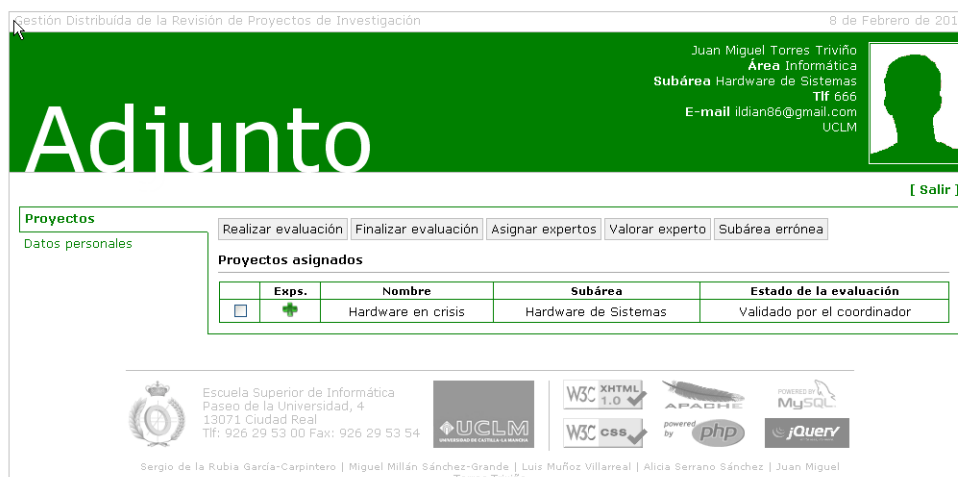 Gestión Distribuída de la Revisión de Proyectos de Investigación
8 de Febrero de 201
Juan Miguel Torres Triviño
Área Informática
Subárea Hardware de Sistemas
Tlf 666
E-mail ildian86@gmail.com
UCLM
Adjunto
[ Salir ]
Proyectos
Datos personales
Realizar evaluación Finalizar evaluación Asignar expertos Valorar experto Subárea errónea
Proyectos asignados
Exps. Nombre Subárea Estado de la evaluación
Hardware en crisis Hardware de Sistemas Validado por el coordinador
Escuela Superior de Informática
Paseo de la Universidad, 4
13071 Ciudad Real
Tlf: 926 29 53 00 Fax: 926 29 53 54
UCLM
UNIVERSIDAD DE CASTILLA-LA MANCHA
W3C XHTML 1.0
APACHE
POWERED BY MySQL
W3C css
powered by php
jQuery
Sergio de la Rubia García-Carpintero | Miguel Millán Sánchez-Grande | Luis Muñoz Villarreal | Alicia Serrano Sánchez | Juan Miguel